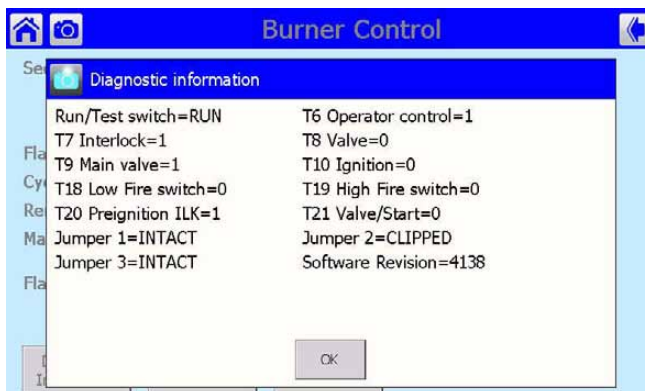 Burner Control
Diagnostic information
Run/Test switch=RUN T6 Operator control=1
T7 Interlock=1 T8 Valve=0
T9 Main valve=1 T10 Ignition=0
T18 Low Fire switch=0 T19 High Fire switch=0
T20 Preignition ILK=1 T21 Valve/Start=0
Jumper 1=INTACT Jumper 2=CLIPPED
Jumper 3=INTACT Software Revision=4138
OK